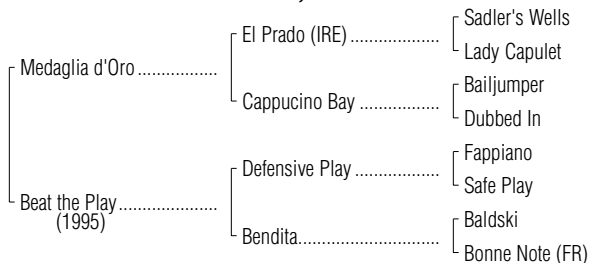 Sadler's Wells
El Prado (IRE) ....................
Lady Capulet
Medaglia d'Oro .................
Bailjumper
Cappucino Bay ..................
Dubbed In
Fappiano
Defensive Play ...................
Safe Play
Beat the Play .....................
(1995)
Baldski
Bendita................................
Bonne Note (FR)